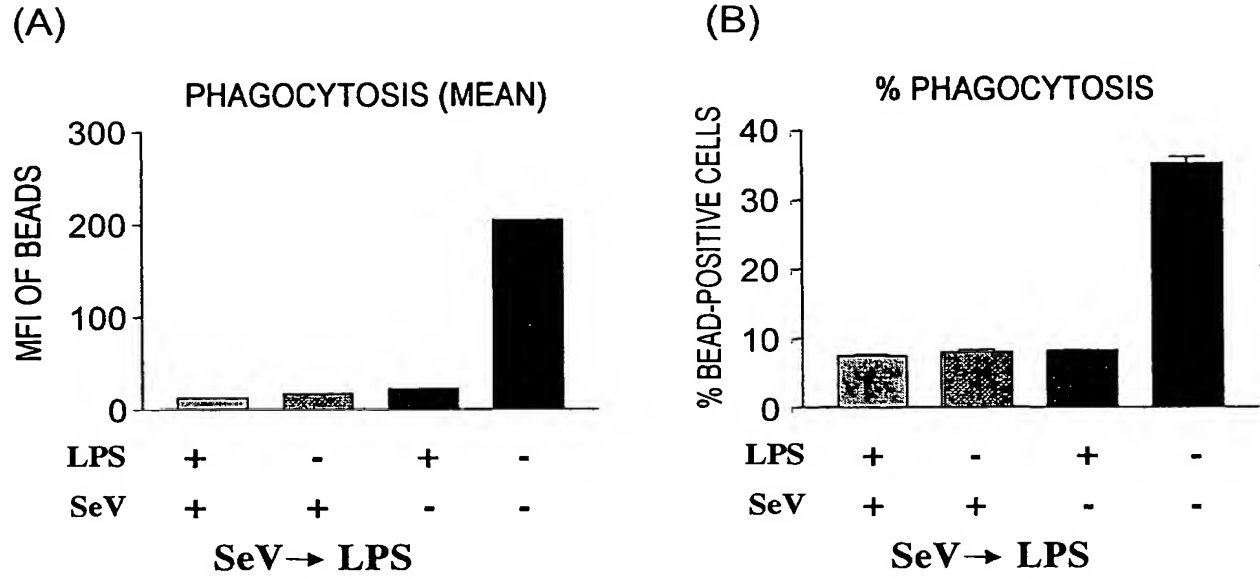 (A)
PHAGOCYTOSIS (MEAN)
MFI OF BEADS
300
200
100
0
LPS + - + -
SeV + + - -
SeV→ LPS
(B)
% PHAGOCYTOSIS
% BEAD-POSITIVE CELLS
40
30
20
10
0
LPS + - + -
SeV + + - -
SeV→ LPS